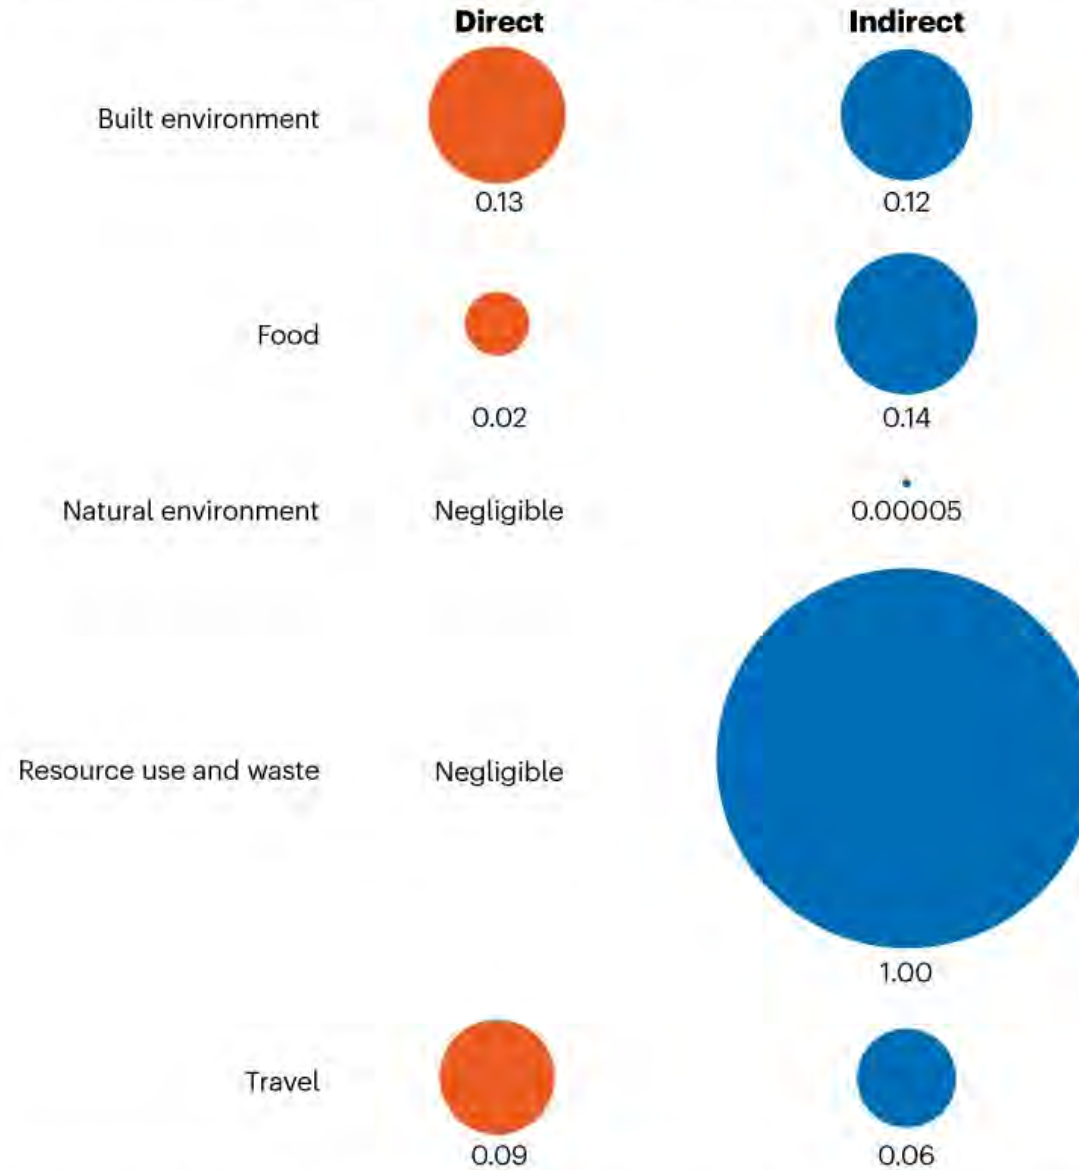 Direct Indirect
Built environment
0.13 0.12
Food
0.02 0.14
Natural environment Negligible 0.00005
Resource use and waste Negligible
1.00
Travel
0.09 0.06